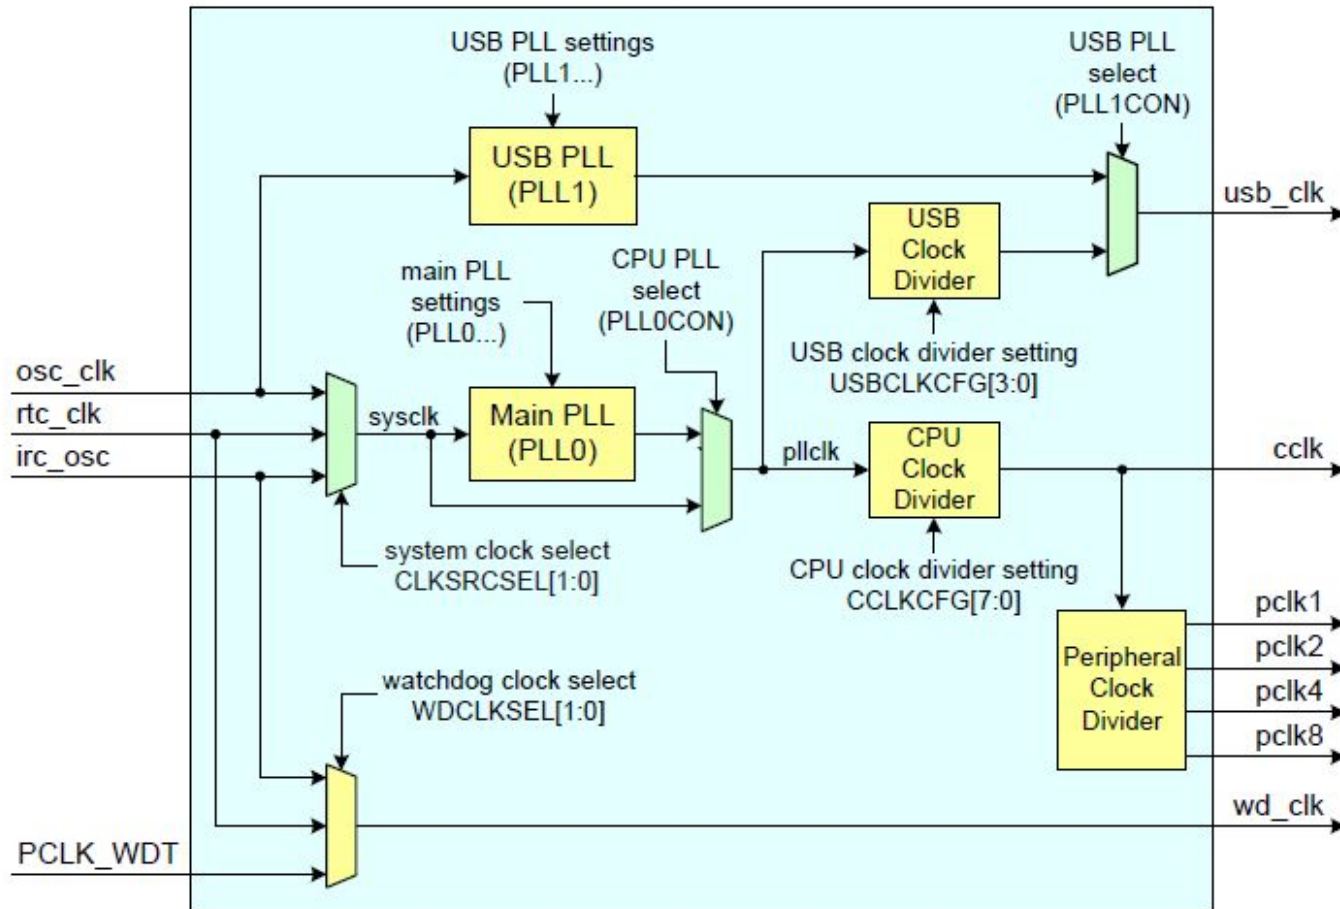 USB PLL settings
(PLL1...)
USB PLL
select
(PLL1CON)
USB PLL
(PLL1)
usb_clk
USB
Clock
Divider
main PLL
settings
(PLL0...)
CPU PLL
select
(PLL0CON)
USB clock divider setting
USBCLKCFG[3:0]
osc_clk
rtc_clk
irc_osc
sysclk
Main PLL
(PLL0)
pllclk
CPU
Clock
Divider
cclk
system clock select
CLKSRCSEL[1:0]
CPU clock divider setting
CCLKCFG[7:0]
Peripheral
Clock
Divider
pclk1
pclk2
pclk4
pclk8
watchdog clock select
WDCLKSEL[1:0]
wd_clk
PCLK_WDT